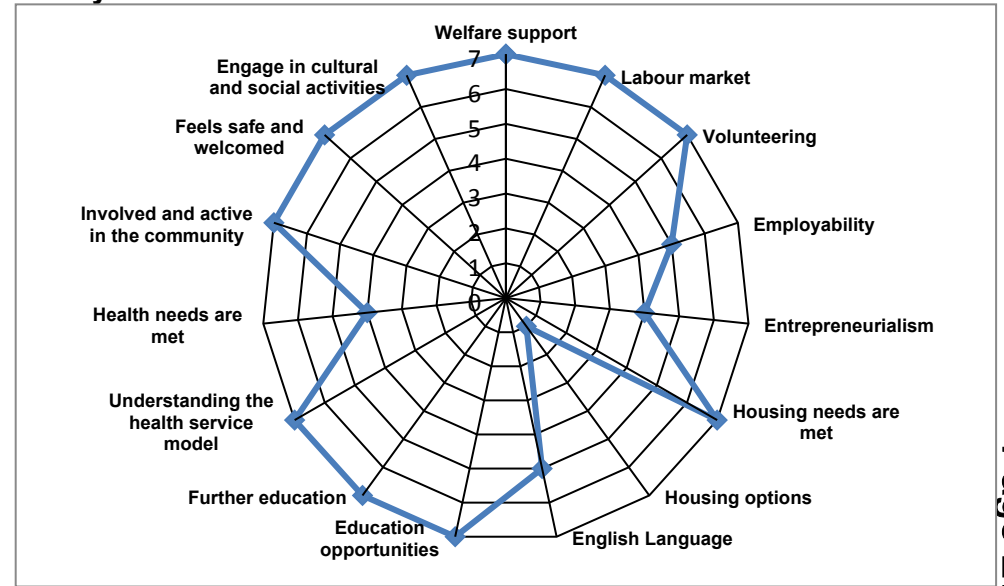 Welfare support
Engage in cultural
and social activities
Labour market
Feels safe and
welcomed
Volunteering
Involved and active
in the community
Employability
Health needs are
met
Entrepreneurialism
Understanding the
health service
model
Housing needs are
met
Further education
Housing options
Education
opportunities
English Language
7
6
5
4
3
2
1
0